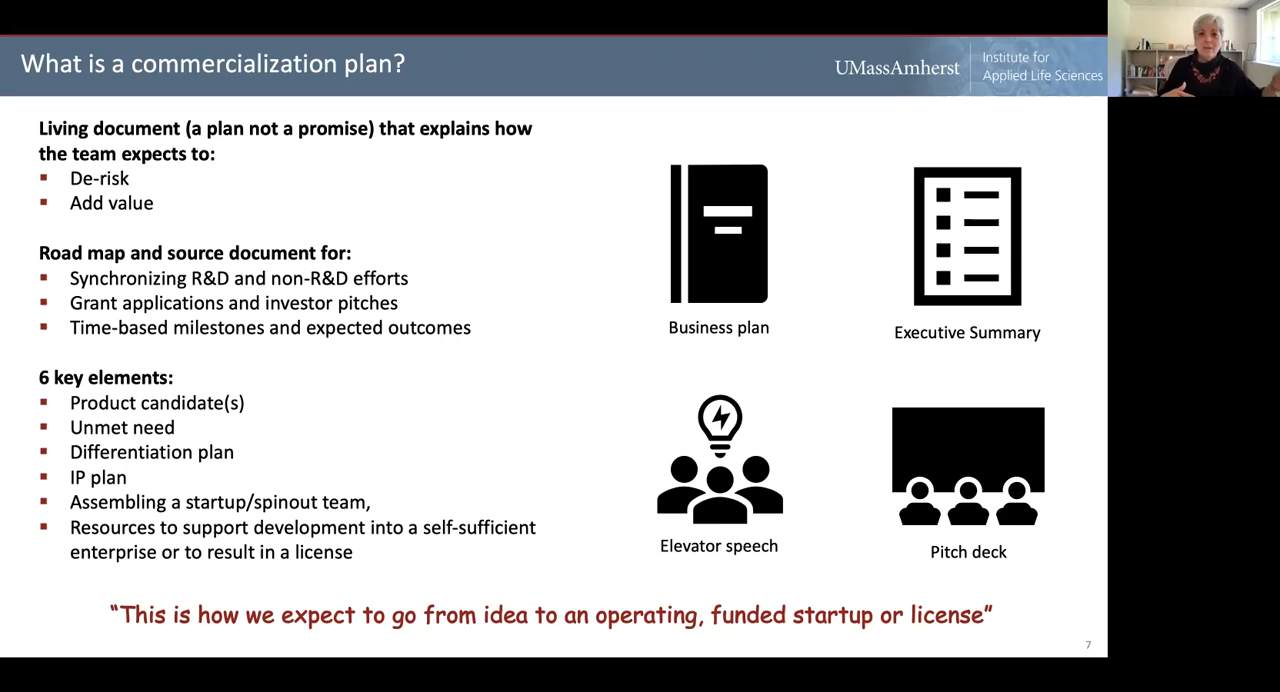 What is a commercialization plan?
UMassAmherst
Institute for
Applied Life Sciences
Living document (a plan not a promise) that explains how
the team expects to:
▪ De-risk
▪ Add value
Road map and source document for:
▪ Synchronizing R&D and non-R&D efforts
▪ Grant applications and investor pitches
▪ Time-based milestones and expected outcomes
6 key elements:
▪ Product candidate(s)
▪ Unmet need
▪ Differentiation plan
▪ IP plan
▪ Assembling a startup/spinout team,
▪ Resources to support development into a self-sufficient
enterprise or to result in a license
Business plan
Executive Summary
Elevator speech
Pitch deck
“This is how we expect to go from idea to an operating, funded startup or license”
7